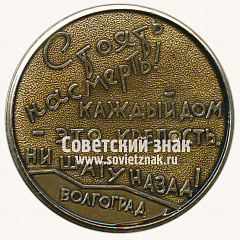 Стоять
насмерть!
КАЖДЫЙ ДОМ
- ЭТО КРЕПОСТЬ.
Советский знак
www.sovietznak.ru
НИ ШАГУ НАЗАД!
ВОЛГОГРАД